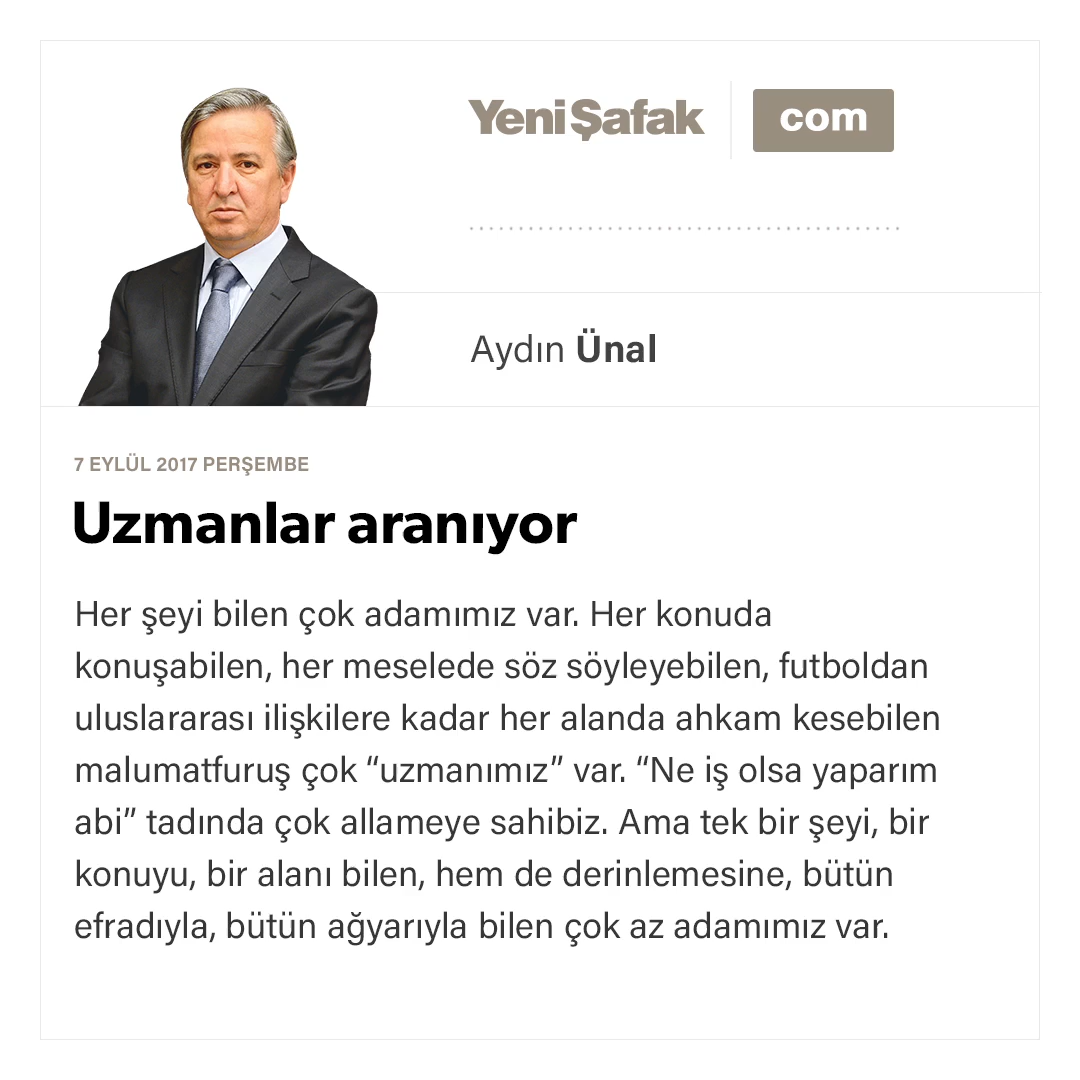 YeniŞafak com
Aydın Ünal
7 EYLÜL 2017 PERŞEMBE
Uzmanlar aranıyor
Her şeyi bilen çok adamımız var. Her konuda
konuşabilen, her meselede söz söyleyebilen, futboldan
uluslararası ilişkilere kadar her alanda ahkam kesebilen
malumatfuruş çok “uzmanımız” var. “Ne iş olsa yaparım
abi” tadında çok allameye sahibiz. Ama tek bir şeyi, bir
konuyu, bir alanı bilen, hem de derinlemesine, bütün
efradıyla, bütün ağyarıyla bilen çok az adamımız var.